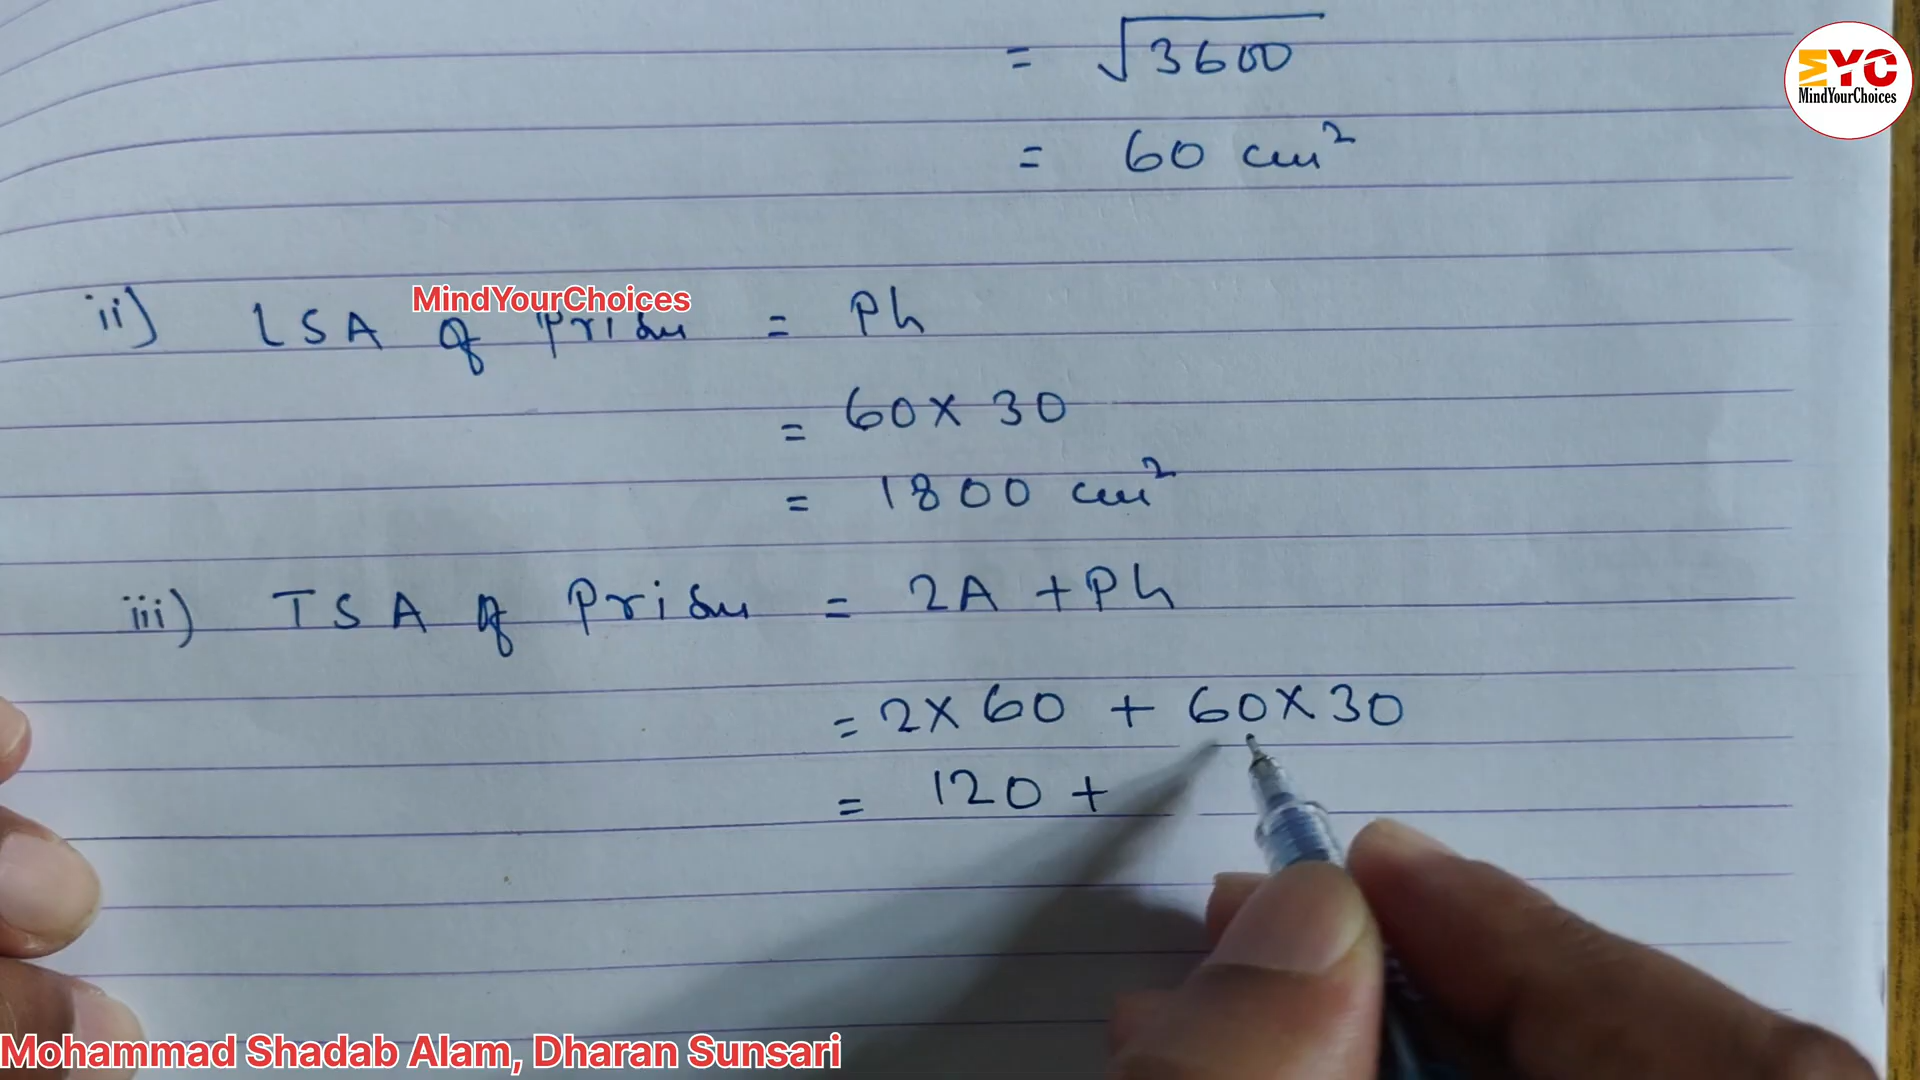 = √3600
MYC
MindYourChoices
= 60 cm²
MindYourChoices
ii) LSA of Prism = Ph
= 60 × 30
= 1800 cm²
iii) TSA of Prism = 2A + Ph
= 2 × 60 + 60 × 30
= 120 +
Mohammad Shadab Alam, Dharan Sunsari